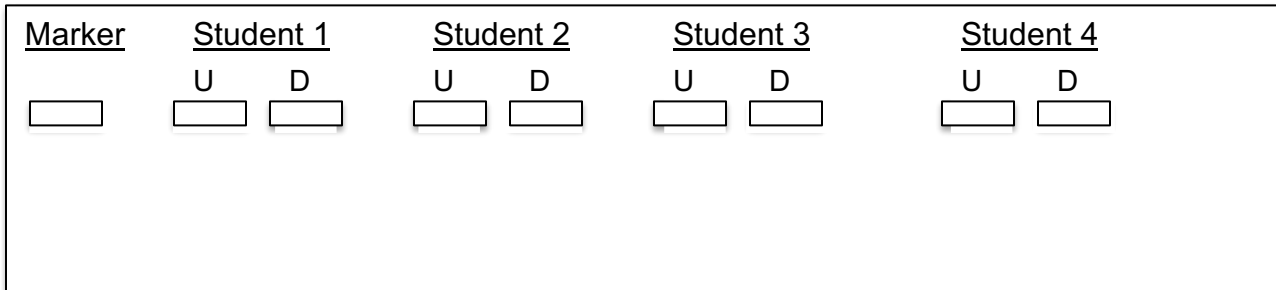 Marker Student 1 Student 2 Student 3 Student 4
U D U D U D U D